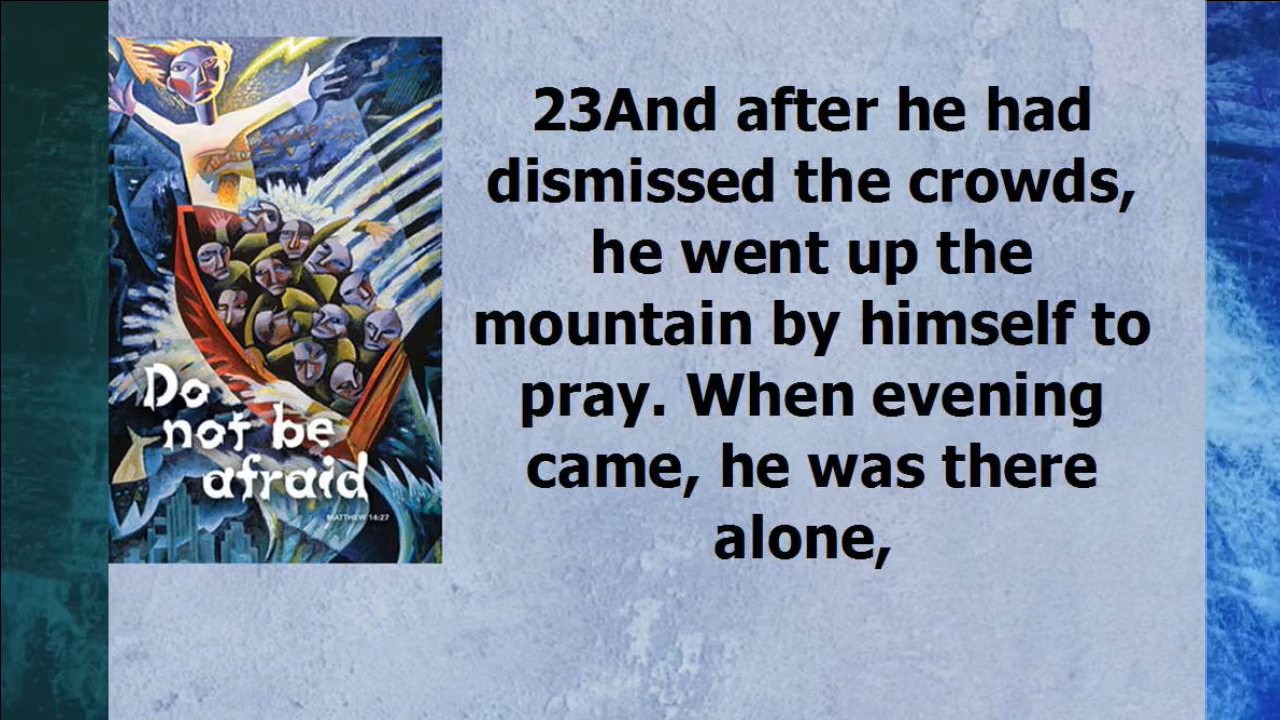 Do
not be
afraid
MATTHEW 14:27
23And after he had
dismissed the crowds,
he went up the
mountain by himself to
pray. When evening
came, he was there
alone,